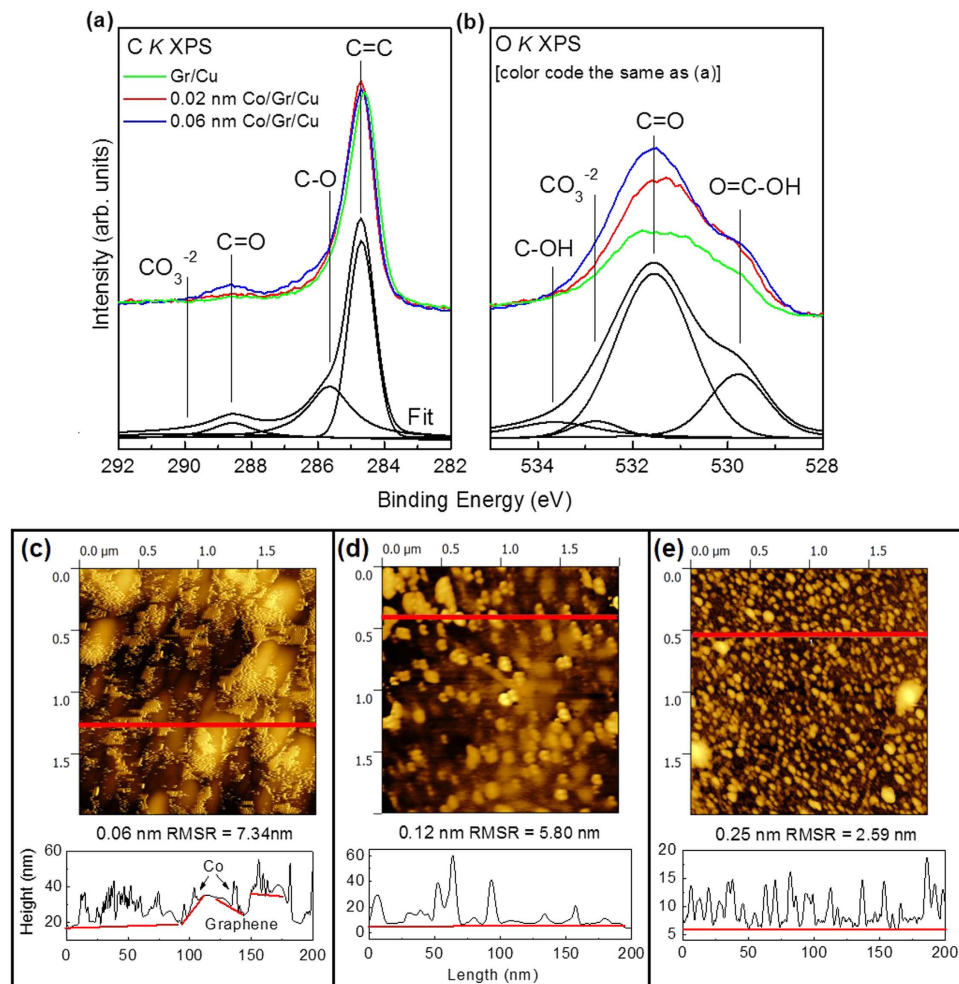 (a)
C K XPS
Gr/Cu
0.02 nm Co/Gr/Cu
0.06 nm Co/Gr/Cu
C=C
C-O
C=O
CO3-2
Fit
Intensity (arb. units)
292 290 288 286 284 282
(b)
O K XPS
[color code the same as (a)]
C=O
CO3-2
O=C-OH
C-OH
534 532 530 528
Binding Energy (eV)
(c)
0.0 µm 0.5 1.0 1.5
0.0
0.5
1.0
1.5
0.06 nm RMSR = 7.34nm
Height (nm)
60
40
20
Co
Graphene
0 50 100 150 200
(d)
0.0 µm 0.5 1.0 1.5
0.0
0.5
1.0
1.5
0.12 nm RMSR = 5.80 nm
60
40
20
0
0 50 100 150 200
Length (nm)
(e)
0.0 µm 0.5 1.0 1.5
0.0
0.5
1.0
1.5
0.25 nm RMSR = 2.59 nm
20
15
10
5
0 50 100 150 200